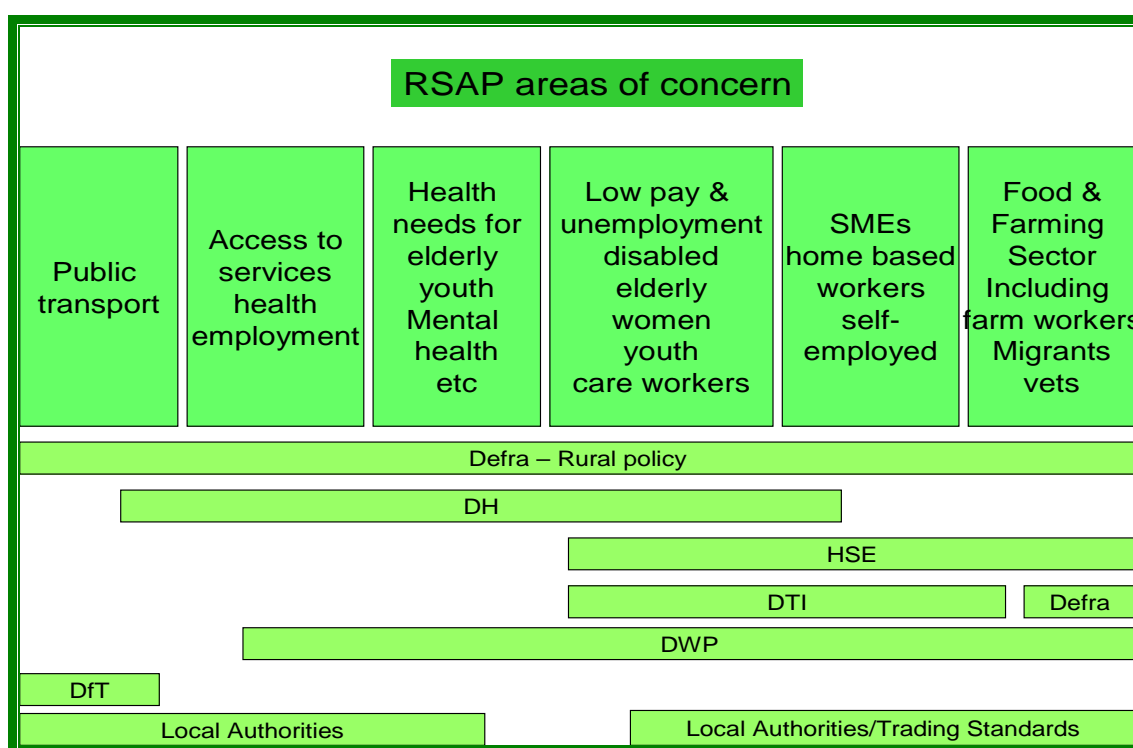 RSAP areas of concern
Public
transport
Access to
services
health
employment
Health
needs for
elderly
youth
Mental
health
etc
Low pay &
unemployment
disabled
elderly
women
youth
care workers
SMEs
home based
workers
self-
employed
Food &
Farming
Sector
Including
farm workers
Migrants
vets
Defra – Rural policy
DH
HSE
DTI
Defra
DWP
DfT
Local Authorities
Local Authorities/Trading Standards